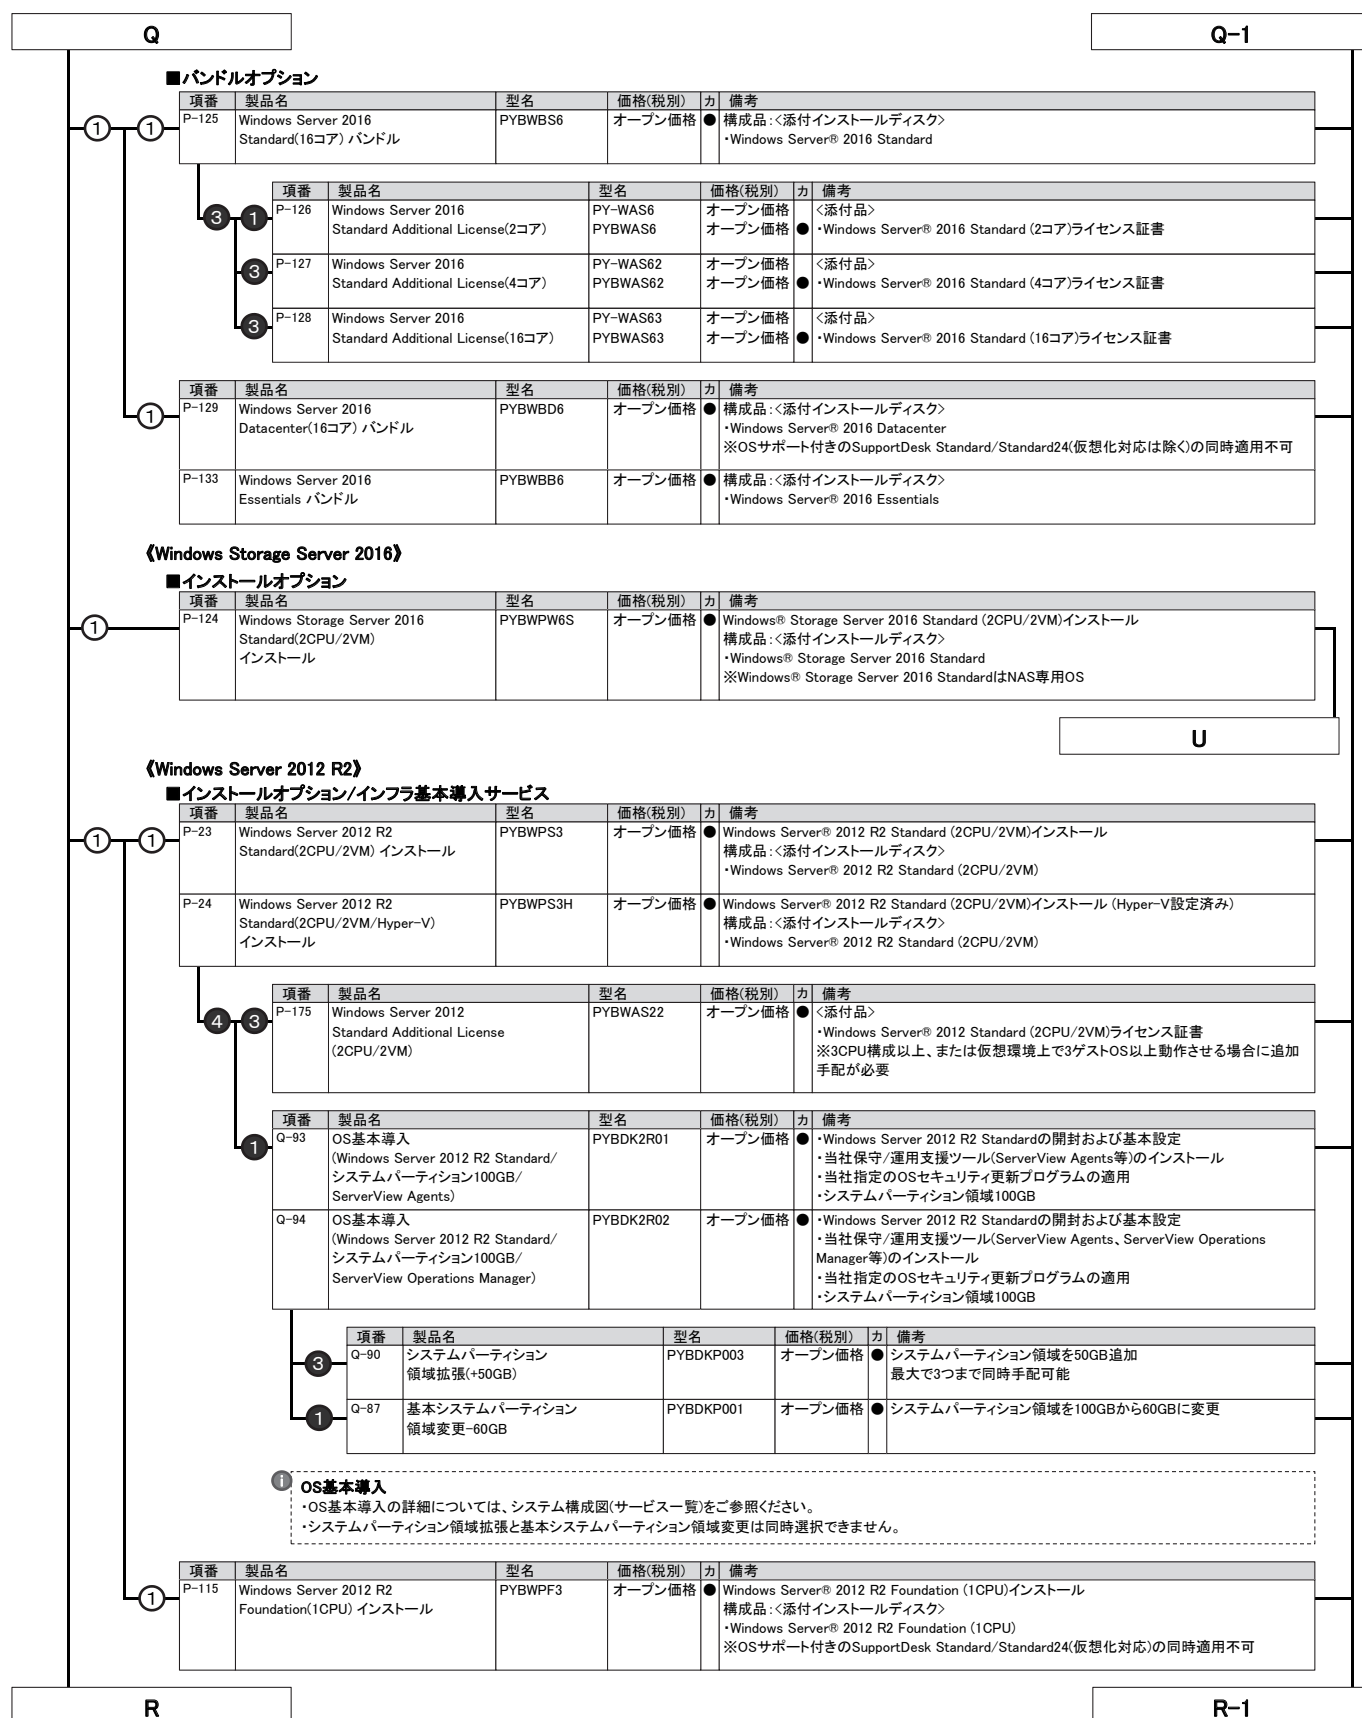 Q
Q-1
■バンドルオプション
項番 製品名 型名 価格(税別) カ 備考
① ① P-125 Windows Server 2016 PYBWBS6 オープン価格 ● 構成品:<添付インストールディスク>
Standard(16コア) バンドル ・Windows Server® 2016 Standard
項番 製品名 型名 価格(税別) カ 備考
❸ ❶ P-126 Windows Server 2016 PY-WAS6 オープン価格 <添付品>
Standard Additional License(2コア) PYBWAS6 オープン価格 ● ・Windows Server® 2016 Standard (2コア)ライセンス証書
❸ P-127 Windows Server 2016 PY-WAS62 オープン価格 <添付品>
Standard Additional License(4コア) PYBWAS62 オープン価格 ● ・Windows Server® 2016 Standard (4コア)ライセンス証書
❸ P-128 Windows Server 2016 PY-WAS63 オープン価格 <添付品>
Standard Additional License(16コア) PYBWAS63 オープン価格 ● ・Windows Server® 2016 Standard (16コア)ライセンス証書
項番 製品名 型名 価格(税別) カ 備考
① P-129 Windows Server 2016 PYBWBD6 オープン価格 ● 構成品:<添付インストールディスク>
Datacenter(16コア) バンドル ・Windows Server® 2016 Datacenter
※OSサポート付きのSupportDesk Standard/Standard24(仮想化対応は除く)の同時適用不可
P-133 Windows Server 2016 PYBWBB6 オープン価格 ● 構成品:<添付インストールディスク>
Essentials バンドル ・Windows Server® 2016 Essentials
《Windows Storage Server 2016》
■インストールオプション
項番 製品名 型名 価格(税別) カ 備考
① P-124 Windows Storage Server 2016 PYBWPW6S オープン価格 ● Windows® Storage Server 2016 Standard (2CPU/2VM)インストール
Standard(2CPU/2VM) 構成品:<添付インストールディスク>
インストール ・Windows® Storage Server 2016 Standard
※Windows® Storage Server 2016 StandardはNAS専用OS
U
《Windows Server 2012 R2》
■インストールオプション/インフラ基本導入サービス
項番 製品名 型名 価格(税別) カ 備考
① ① P-23 Windows Server 2012 R2 PYBWPS3 オープン価格 ● Windows Server® 2012 R2 Standard (2CPU/2VM)インストール
Standard(2CPU/2VM) インストール 構成品:<添付インストールディスク>
・Windows Server® 2012 R2 Standard (2CPU/2VM)
P-24 Windows Server 2012 R2 PYBWPS3H オープン価格 ● Windows Server® 2012 R2 Standard (2CPU/2VM)インストール (Hyper-V設定済み)
Standard(2CPU/2VM/Hyper-V) 構成品:<添付インストールディスク>
インストール ・Windows Server® 2012 R2 Standard (2CPU/2VM)
項番 製品名 型名 価格(税別) カ 備考
❹ ❸ P-175 Windows Server 2012 PYBWAS22 オープン価格 ● <添付品>
Standard Additional License ・Windows Server® 2012 Standard (2CPU/2VM)ライセンス証書
(2CPU/2VM) ※3CPU構成以上、または仮想環境上で3ゲストOS以上動作させる場合に追加
手配が必要
項番 製品名 型名 価格(税別) カ 備考
❶ Q-93 OS基本導入 PYBDK2R01 オープン価格 ● ・Windows Server 2012 R2 Standardの開封および基本設定
(Windows Server 2012 R2 Standard/ ・当社保守/運用支援ツール(ServerView Agents等)のインストール
システムパーティション100GB/ ・当社指定のOSセキュリティ更新プログラムの適用
ServerView Agents) ・システムパーティション領域100GB
Q-94 OS基本導入 PYBDK2R02 オープン価格 ● ・Windows Server 2012 R2 Standardの開封および基本設定
(Windows Server 2012 R2 Standard/ ・当社保守/運用支援ツール(ServerView Agents、ServerView Operations
システムパーティション100GB/ Manager等)のインストール
ServerView Operations Manager) ・当社指定のOSセキュリティ更新プログラムの適用
・システムパーティション領域100GB
項番 製品名 型名 価格(税別) カ 備考
❸ Q-90 システムパーティション PYBDKP003 オープン価格 ● システムパーティション領域を50GB追加
領域拡張(+50GB) 最大で3つまで同時手配可能
❶ Q-87 基本システムパーティション PYBDKP001 オープン価格 ● システムパーティション領域を100GBから60GBに変更
領域変更-60GB
i OS基本導入
・OS基本導入の詳細については、システム構成図(サービス一覧)をご参照ください。
・システムパーティション領域拡張と基本システムパーティション領域変更は同時選択できません。
項番 製品名 型名 価格(税別) カ 備考
① P-115 Windows Server 2012 R2 PYBWPF3 オープン価格 ● Windows Server® 2012 R2 Foundation (1CPU)インストール
Foundation(1CPU) インストール 構成品:<添付インストールディスク>
・Windows Server® 2012 R2 Foundation (1CPU)
※OSサポート付きのSupportDesk Standard/Standard24(仮想化対応)の同時適用不可
R
R-1